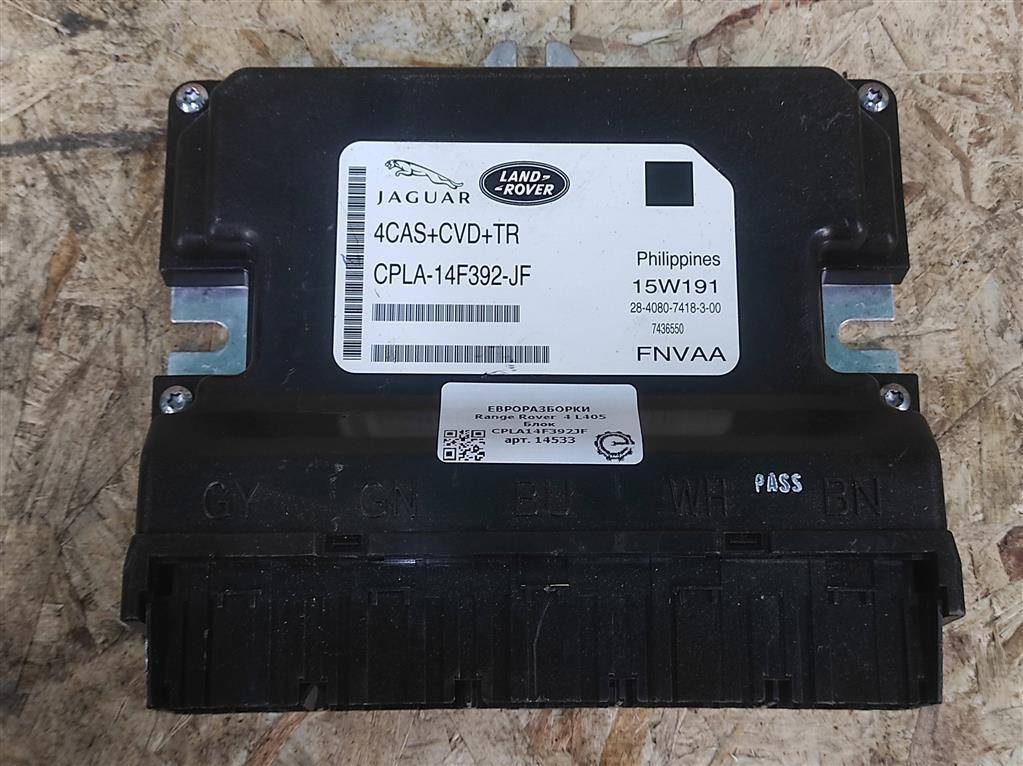 JAGUAR
LAND-
-ROVER
4CAS+CVD+TR
CPLA-14F392-JF
Philippines
15W191
28-4080-7418-3-00
7436550
FNVAA
ЕВРОРАЗБОРКИ
Range Rover 4 L405
Блок
CPLA14F392JF
арт. 14533
PASS
GY GN BU WH BN